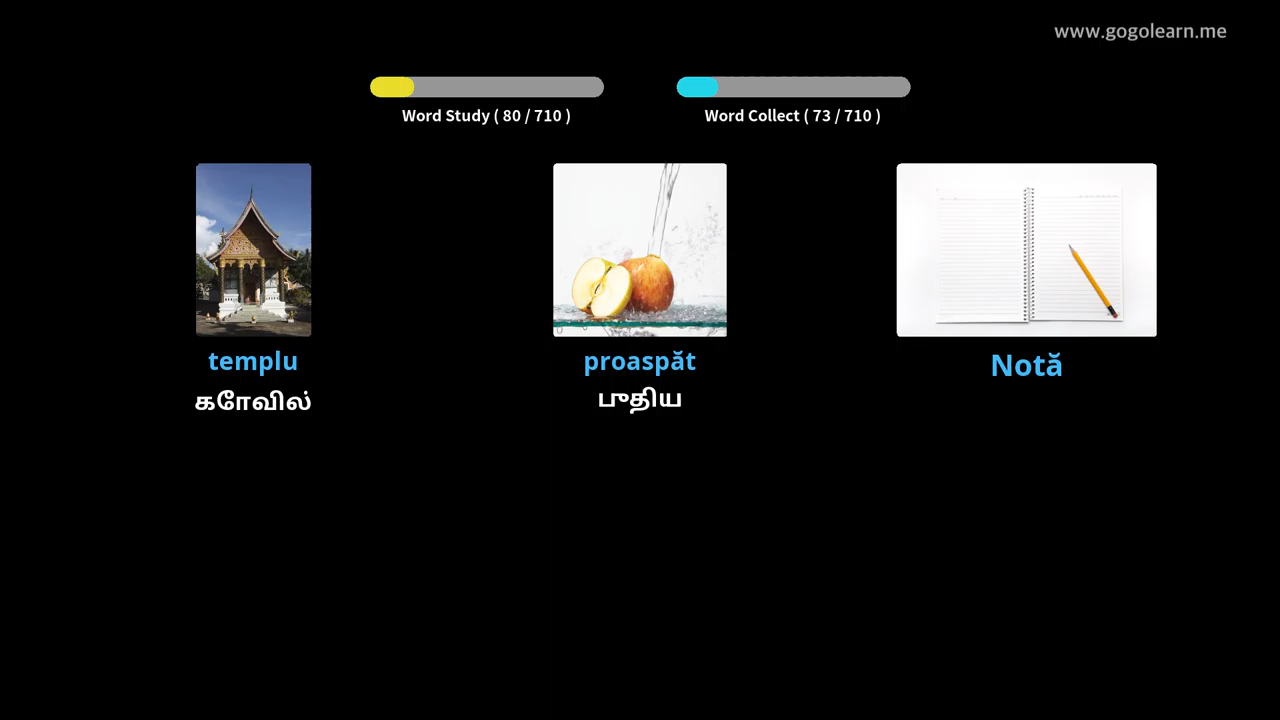 www.gogolearn.me
Word Study ( 80 / 710 )
Word Collect ( 73 / 710 )
templu
கோவில்
proaspăt
புதிய
Notă